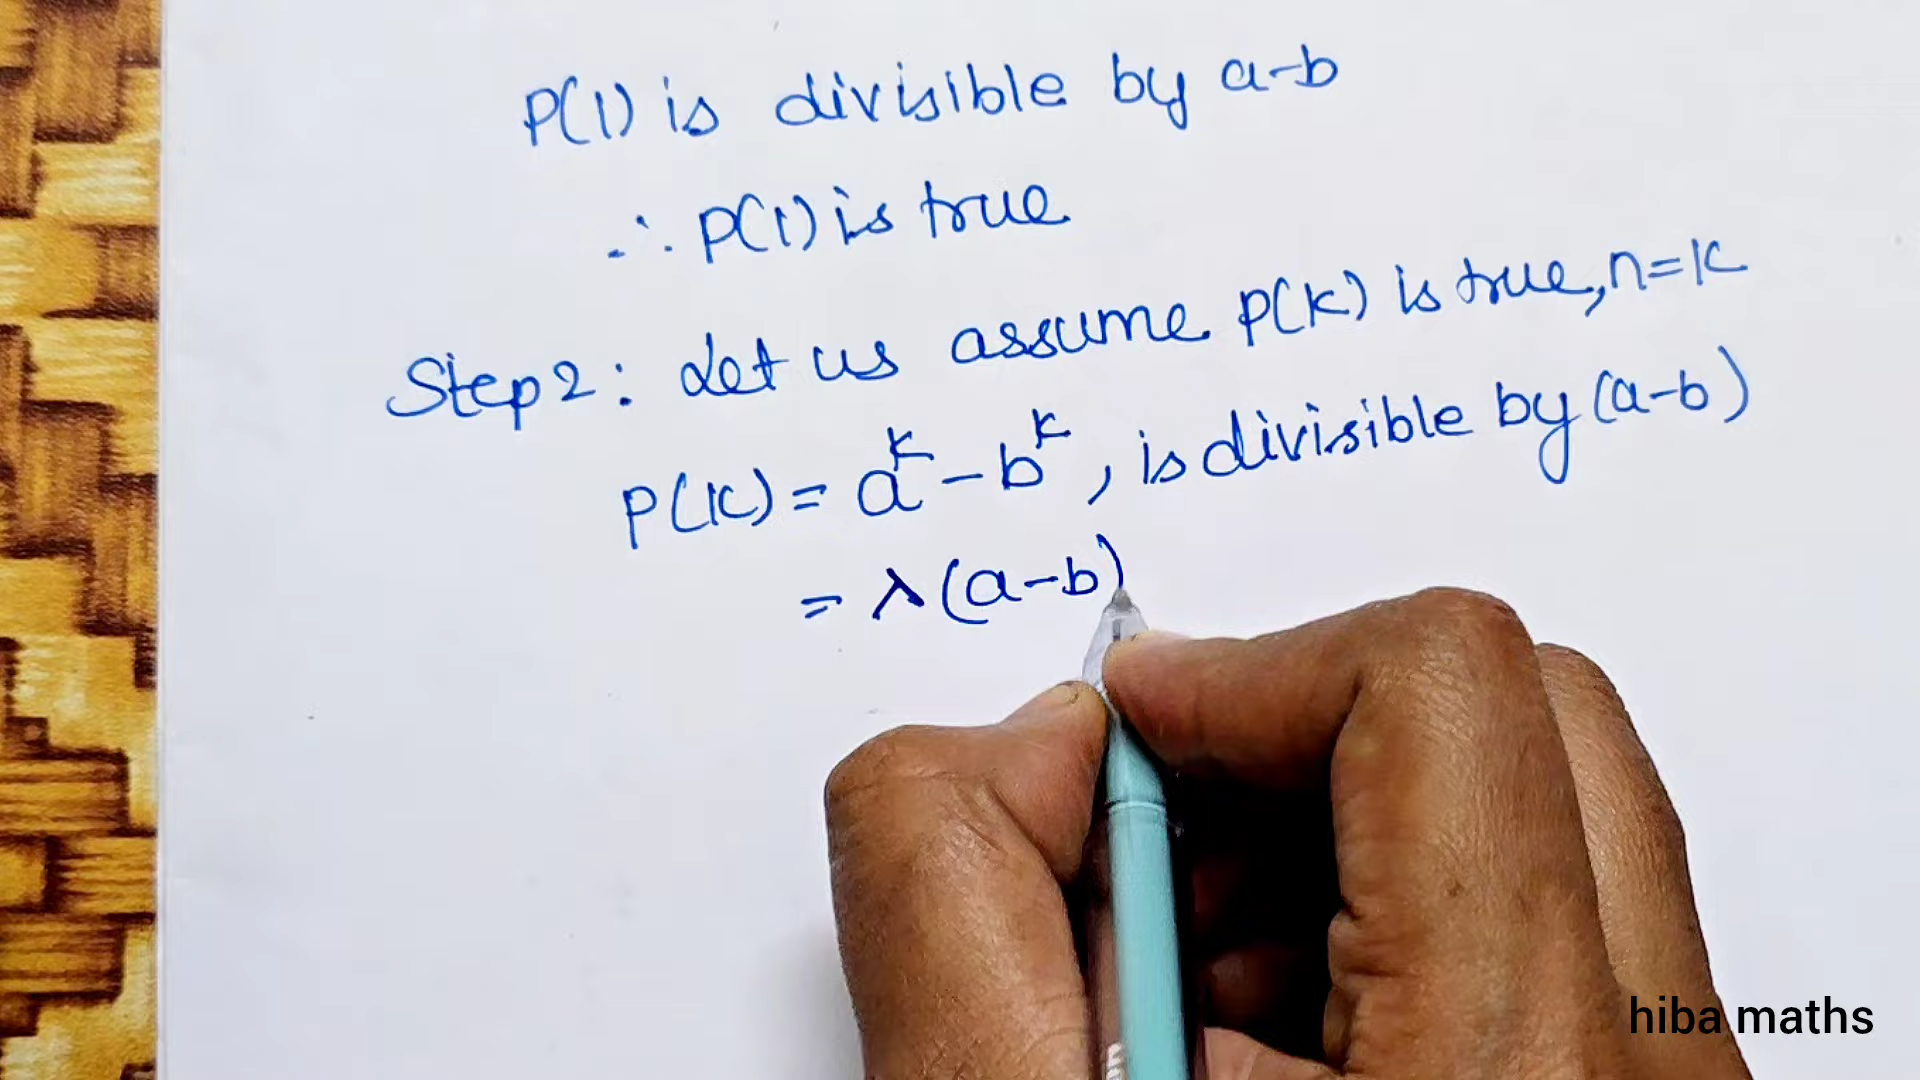 P(1) is divisible by a-b
∴ P(1) is true
Step 2: Let us assume P(K) is true, n=K
P(K) = a^K - b^K, is divisible by (a-b)
= λ(a-b)
hiba maths